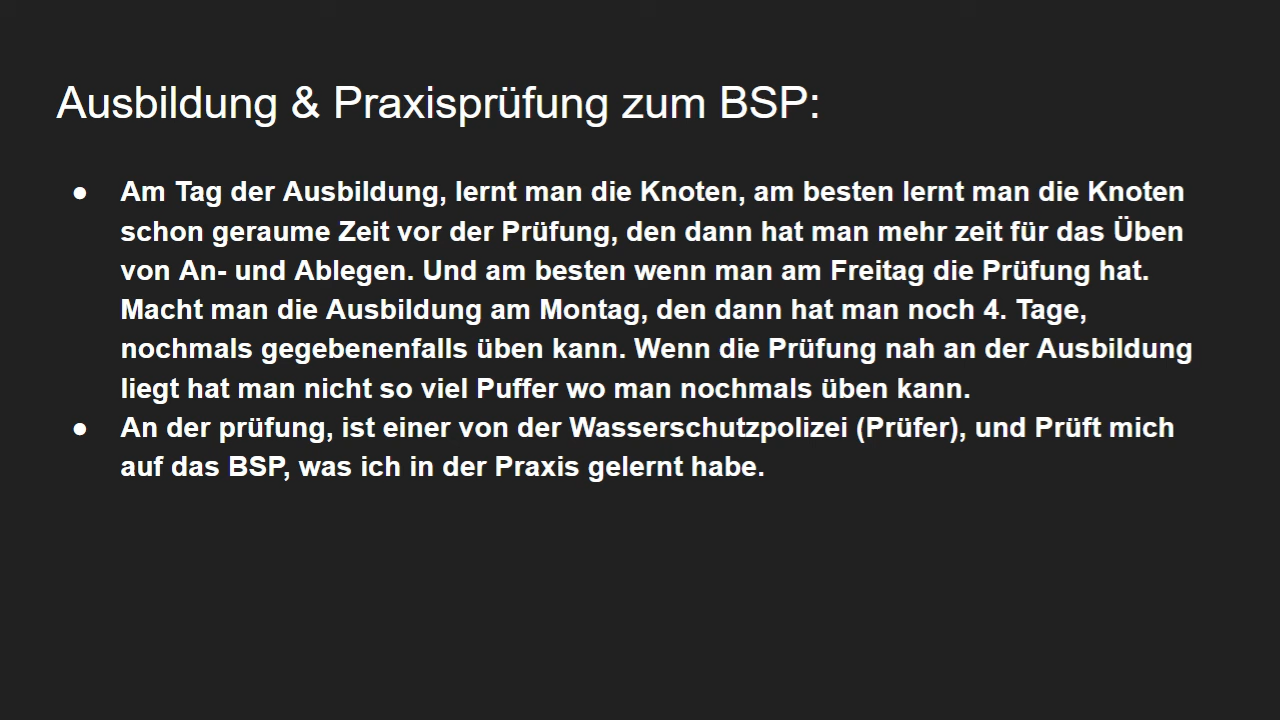 Ausbildung & Praxisprüfung zum BSP:
● Am Tag der Ausbildung, lernt man die Knoten, am besten lernt man die Knoten
schon geraume Zeit vor der Prüfung, den dann hat man mehr zeit für das Üben
von An- und Ablegen. Und am besten wenn man am Freitag die Prüfung hat.
Macht man die Ausbildung am Montag, den dann hat man noch 4. Tage,
nochmals gegebenenfalls üben kann. Wenn die Prüfung nah an der Ausbildung
liegt hat man nicht so viel Puffer wo man nochmals üben kann.
● An der prüfung, ist einer von der Wasserschutzpolizei (Prüfer), und Prüft mich
auf das BSP, was ich in der Praxis gelernt habe.